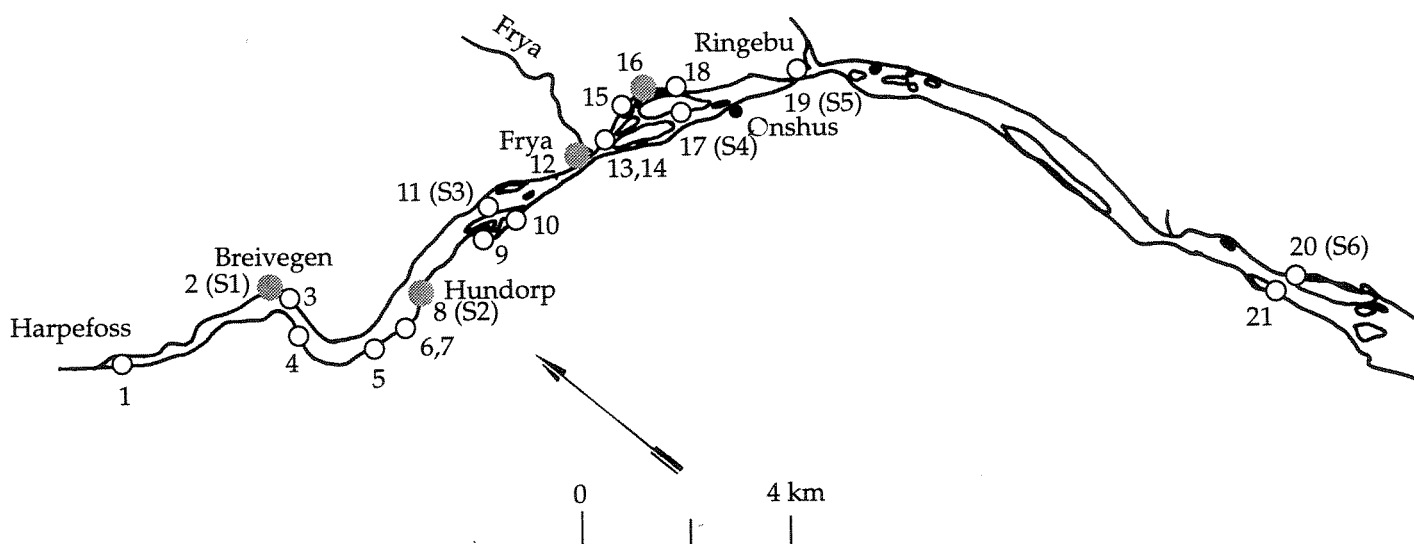 Frya
Ringebu
16
18
15
19 (S5)
Onshus
Frya
17 (S4)
12
13,14
11 (S3)
10
9
20 (S6)
Breivegen
2 (S1)
3
Hundorp
8 (S2)
21
Harpefoss
6,7
4
5
1
0
4 km